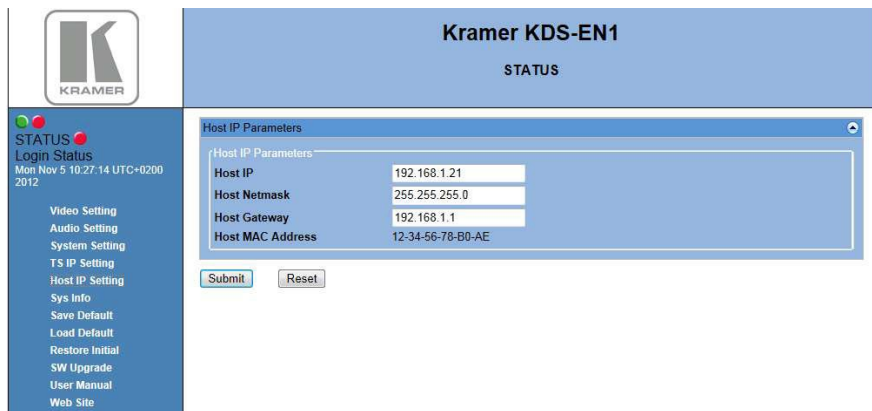 KRAMER
Kramer KDS-EN1
STATUS
STATUS
Login Status
Mon Nov 5 10:27:14 UTC+0200
2012
Video Setting
Audio Setting
System Setting
TS IP Setting
Host IP Setting
Sys Info
Save Default
Load Default
Restore Initial
SW Upgrade
User Manual
Web Site
Host IP Parameters
Host IP Parameters
Host IP 192.168.1.21
Host Netmask 255.255.255.0
Host Gateway 192.168.1.1
Host MAC Address 12-34-56-78-B0-AE
Submit Reset